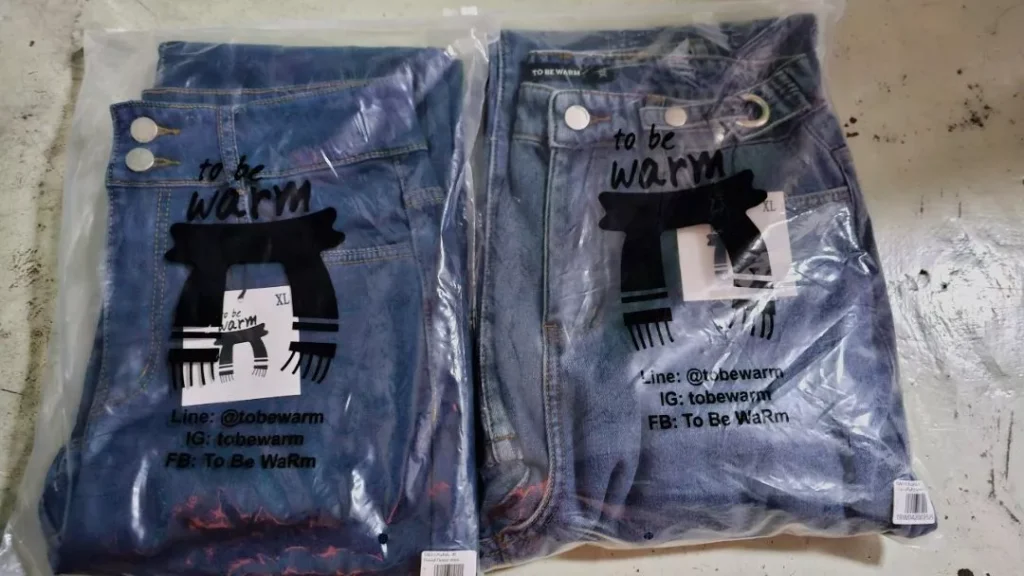 to be
warm
XL
to be
warm
Line: @tobewarm
IG: tobewarm
FB: To Be WaRm
TO BE WARM
to be
warm
XL
Line: @tobewarm
IG: tobewarm
FB: To Be WaRm